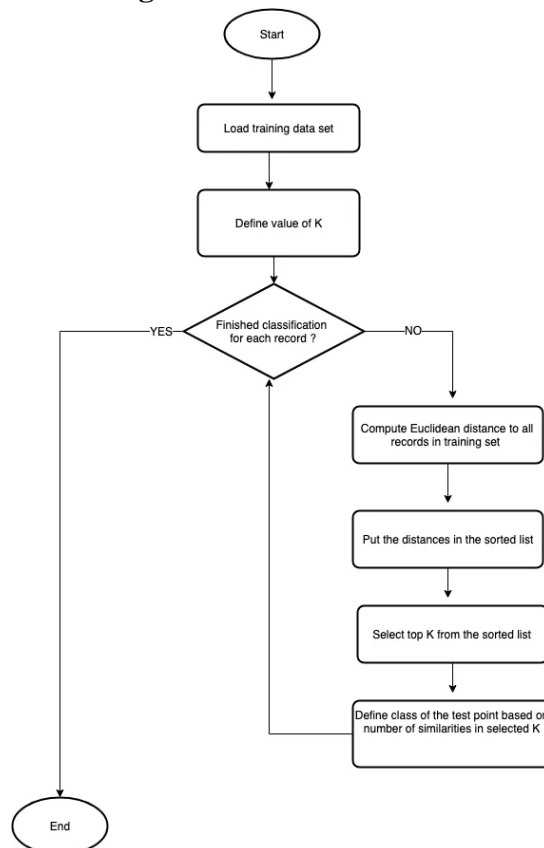 Start
Load training data set
Define value of K
Finished classification
for each record ?
YES
NO
Compute Euclidean distance to all
records in training set
Put the distances in the sorted list
Select top K from the sorted list
Define class of the test point based
number of similarities in selected K
End